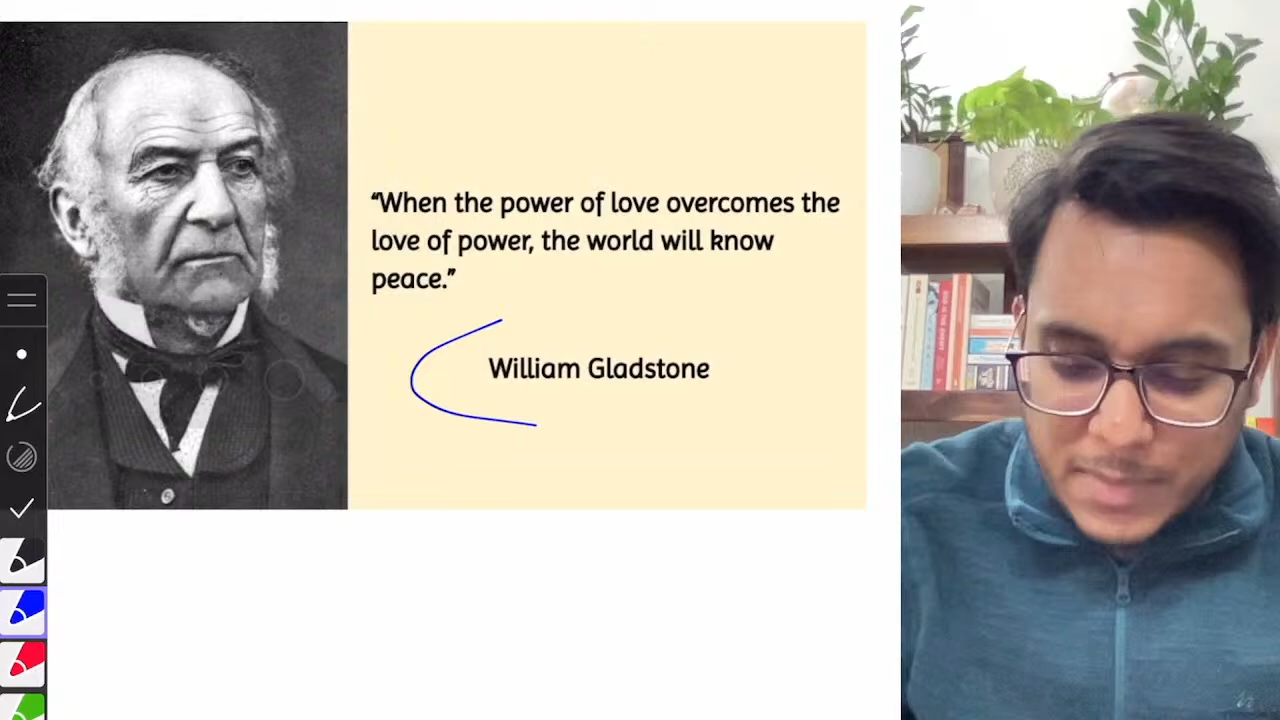 “When the power of love overcomes the
love of power, the world will know
peace.”
William Gladstone